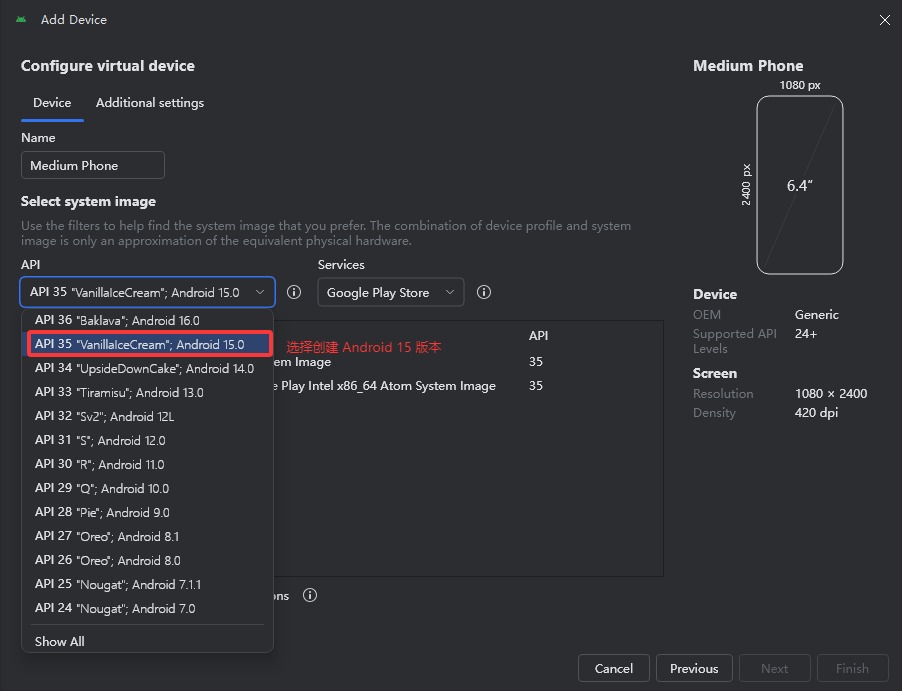 Add Device
Configure virtual device
Device
Additional settings
Name
Medium Phone
Select system image
Use the filters to help find the system image that you prefer. The combination of device profile and system
image is only an approximation of the equivalent physical hardware.
API
Services
API 35 "VanillaIceCream"; Android 15.0
Google Play Store
API 36 "Baklava"; Android 16.0
API 35 "VanillaIceCream"; Android 15.0
API 34 "UpsideDownCake"; Android 14.0
API 33 "Tiramisu"; Android 13.0
API 32 "Sv2"; Android 12L
API 31 "S"; Android 12.0
API 30 "R"; Android 11.0
API 29 "Q"; Android 10.0
API 28 "Pie"; Android 9.0
API 27 "Oreo"; Android 8.1
API 26 "Oreo"; Android 8.0
API 25 "Nougat"; Android 7.1.1
API 24 "Nougat"; Android 7.0
Show All
选择创建 Android 15 版本
API
System Image 35
Play Intel x86_64 Atom System Image 35
Medium Phone
1080 px
2400 px
6.4"
Device
OEM Generic
Supported API Levels 24+
Screen
Resolution 1080 × 2400
Density 420 dpi
Cancel
Previous
Next
Finish